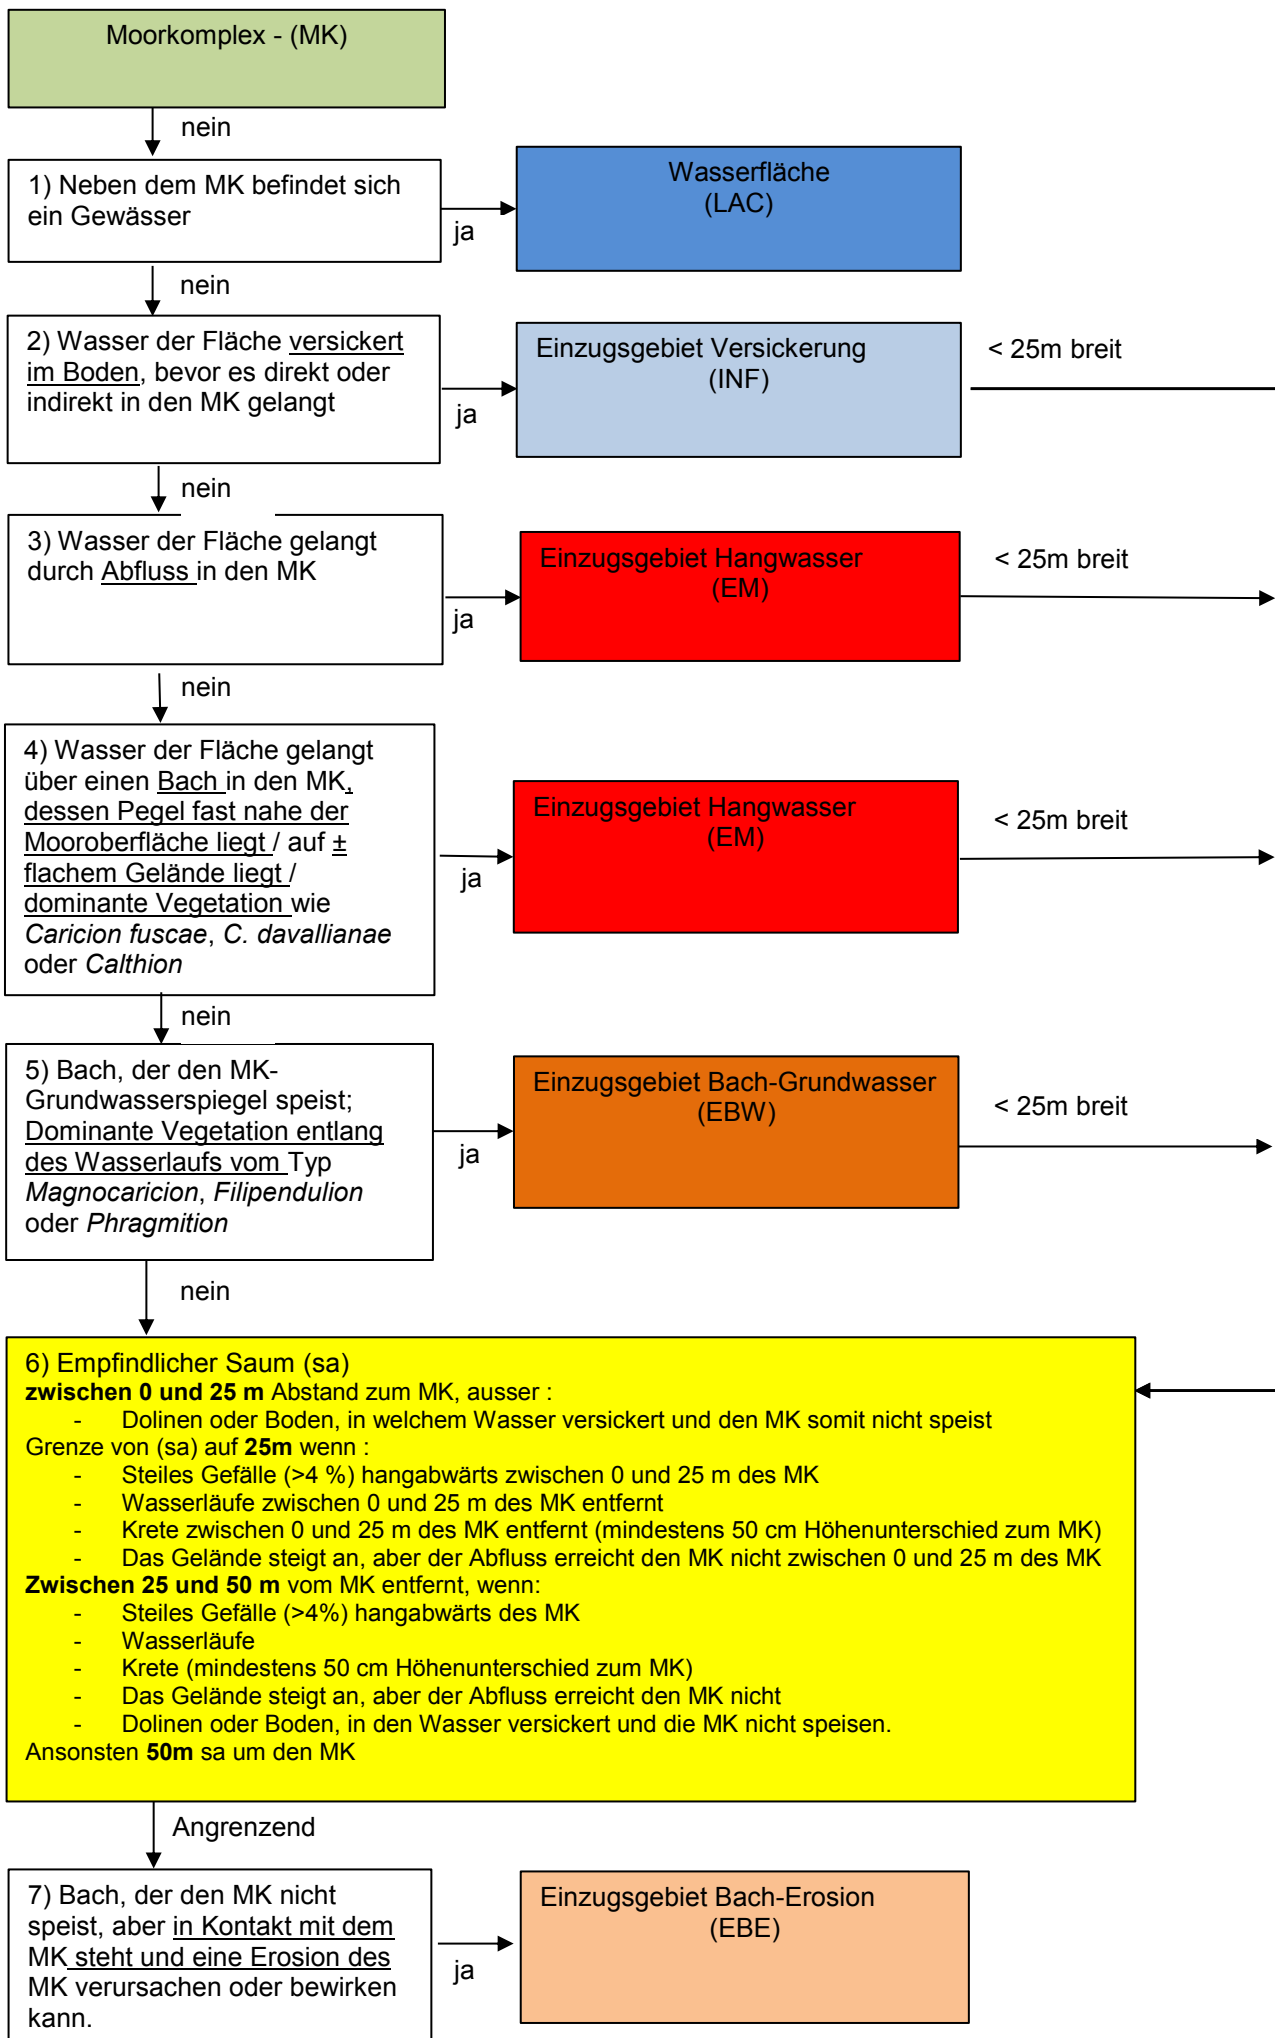 Moorkomplex - (MK)
nein
1) Neben dem MK befindet sich
ein Gewässer
ja
Wasserfläche
(LAC)
nein
2) Wasser der Fläche versickert
im Boden, bevor es direkt oder
indirekt in den MK gelangt
ja
Einzugsgebiet Versickerung
(INF)
< 25m breit
nein
3) Wasser der Fläche gelangt
durch Abfluss in den MK
ja
Einzugsgebiet Hangwasser
(EM)
< 25m breit
nein
4) Wasser der Fläche gelangt
über einen Bach in den MK,
dessen Pegel fast nahe der
Mooroberfläche liegt / auf ±
flachem Gelände liegt /
dominante Vegetation wie
Caricion fuscae, C. davallianae
oder Calthion
ja
Einzugsgebiet Hangwasser
(EM)
< 25m breit
nein
5) Bach, der den MK-
Grundwasserspiegel speist;
Dominante Vegetation entlang
des Wasserlaufs vom Typ
Magnocaricion, Filipendulion
oder Phragmition
ja
Einzugsgebiet Bach-Grundwasser
(EBW)
< 25m breit
nein
6) Empfindlicher Saum (sa)
zwischen 0 und 25 m Abstand zum MK, ausser :
- Dolinen oder Boden, in welchem Wasser versickert und den MK somit nicht speist
Grenze von (sa) auf 25m wenn :
- Steiles Gefälle (>4 %) hangabwärts zwischen 0 und 25 m des MK
- Wasserläufe zwischen 0 und 25 m des MK entfernt
- Krete zwischen 0 und 25 m des MK entfernt (mindestens 50 cm Höhenunterschied zum MK)
- Das Gelände steigt an, aber der Abfluss erreicht den MK nicht zwischen 0 und 25 m des MK
Zwischen 25 und 50 m vom MK entfernt, wenn:
- Steiles Gefälle (>4%) hangabwärts des MK
- Wasserläufe
- Krete (mindestens 50 cm Höhenunterschied zum MK)
- Das Gelände steigt an, aber der Abfluss erreicht den MK nicht
- Dolinen oder Boden, in den Wasser versickert und die MK nicht speisen.
Ansonsten 50m sa um den MK
Angrenzend
7) Bach, der den MK nicht
speist, aber in Kontakt mit dem
MK steht und eine Erosion des
MK verursachen oder bewirken
kann.
ja
Einzugsgebiet Bach-Erosion
(EBE)